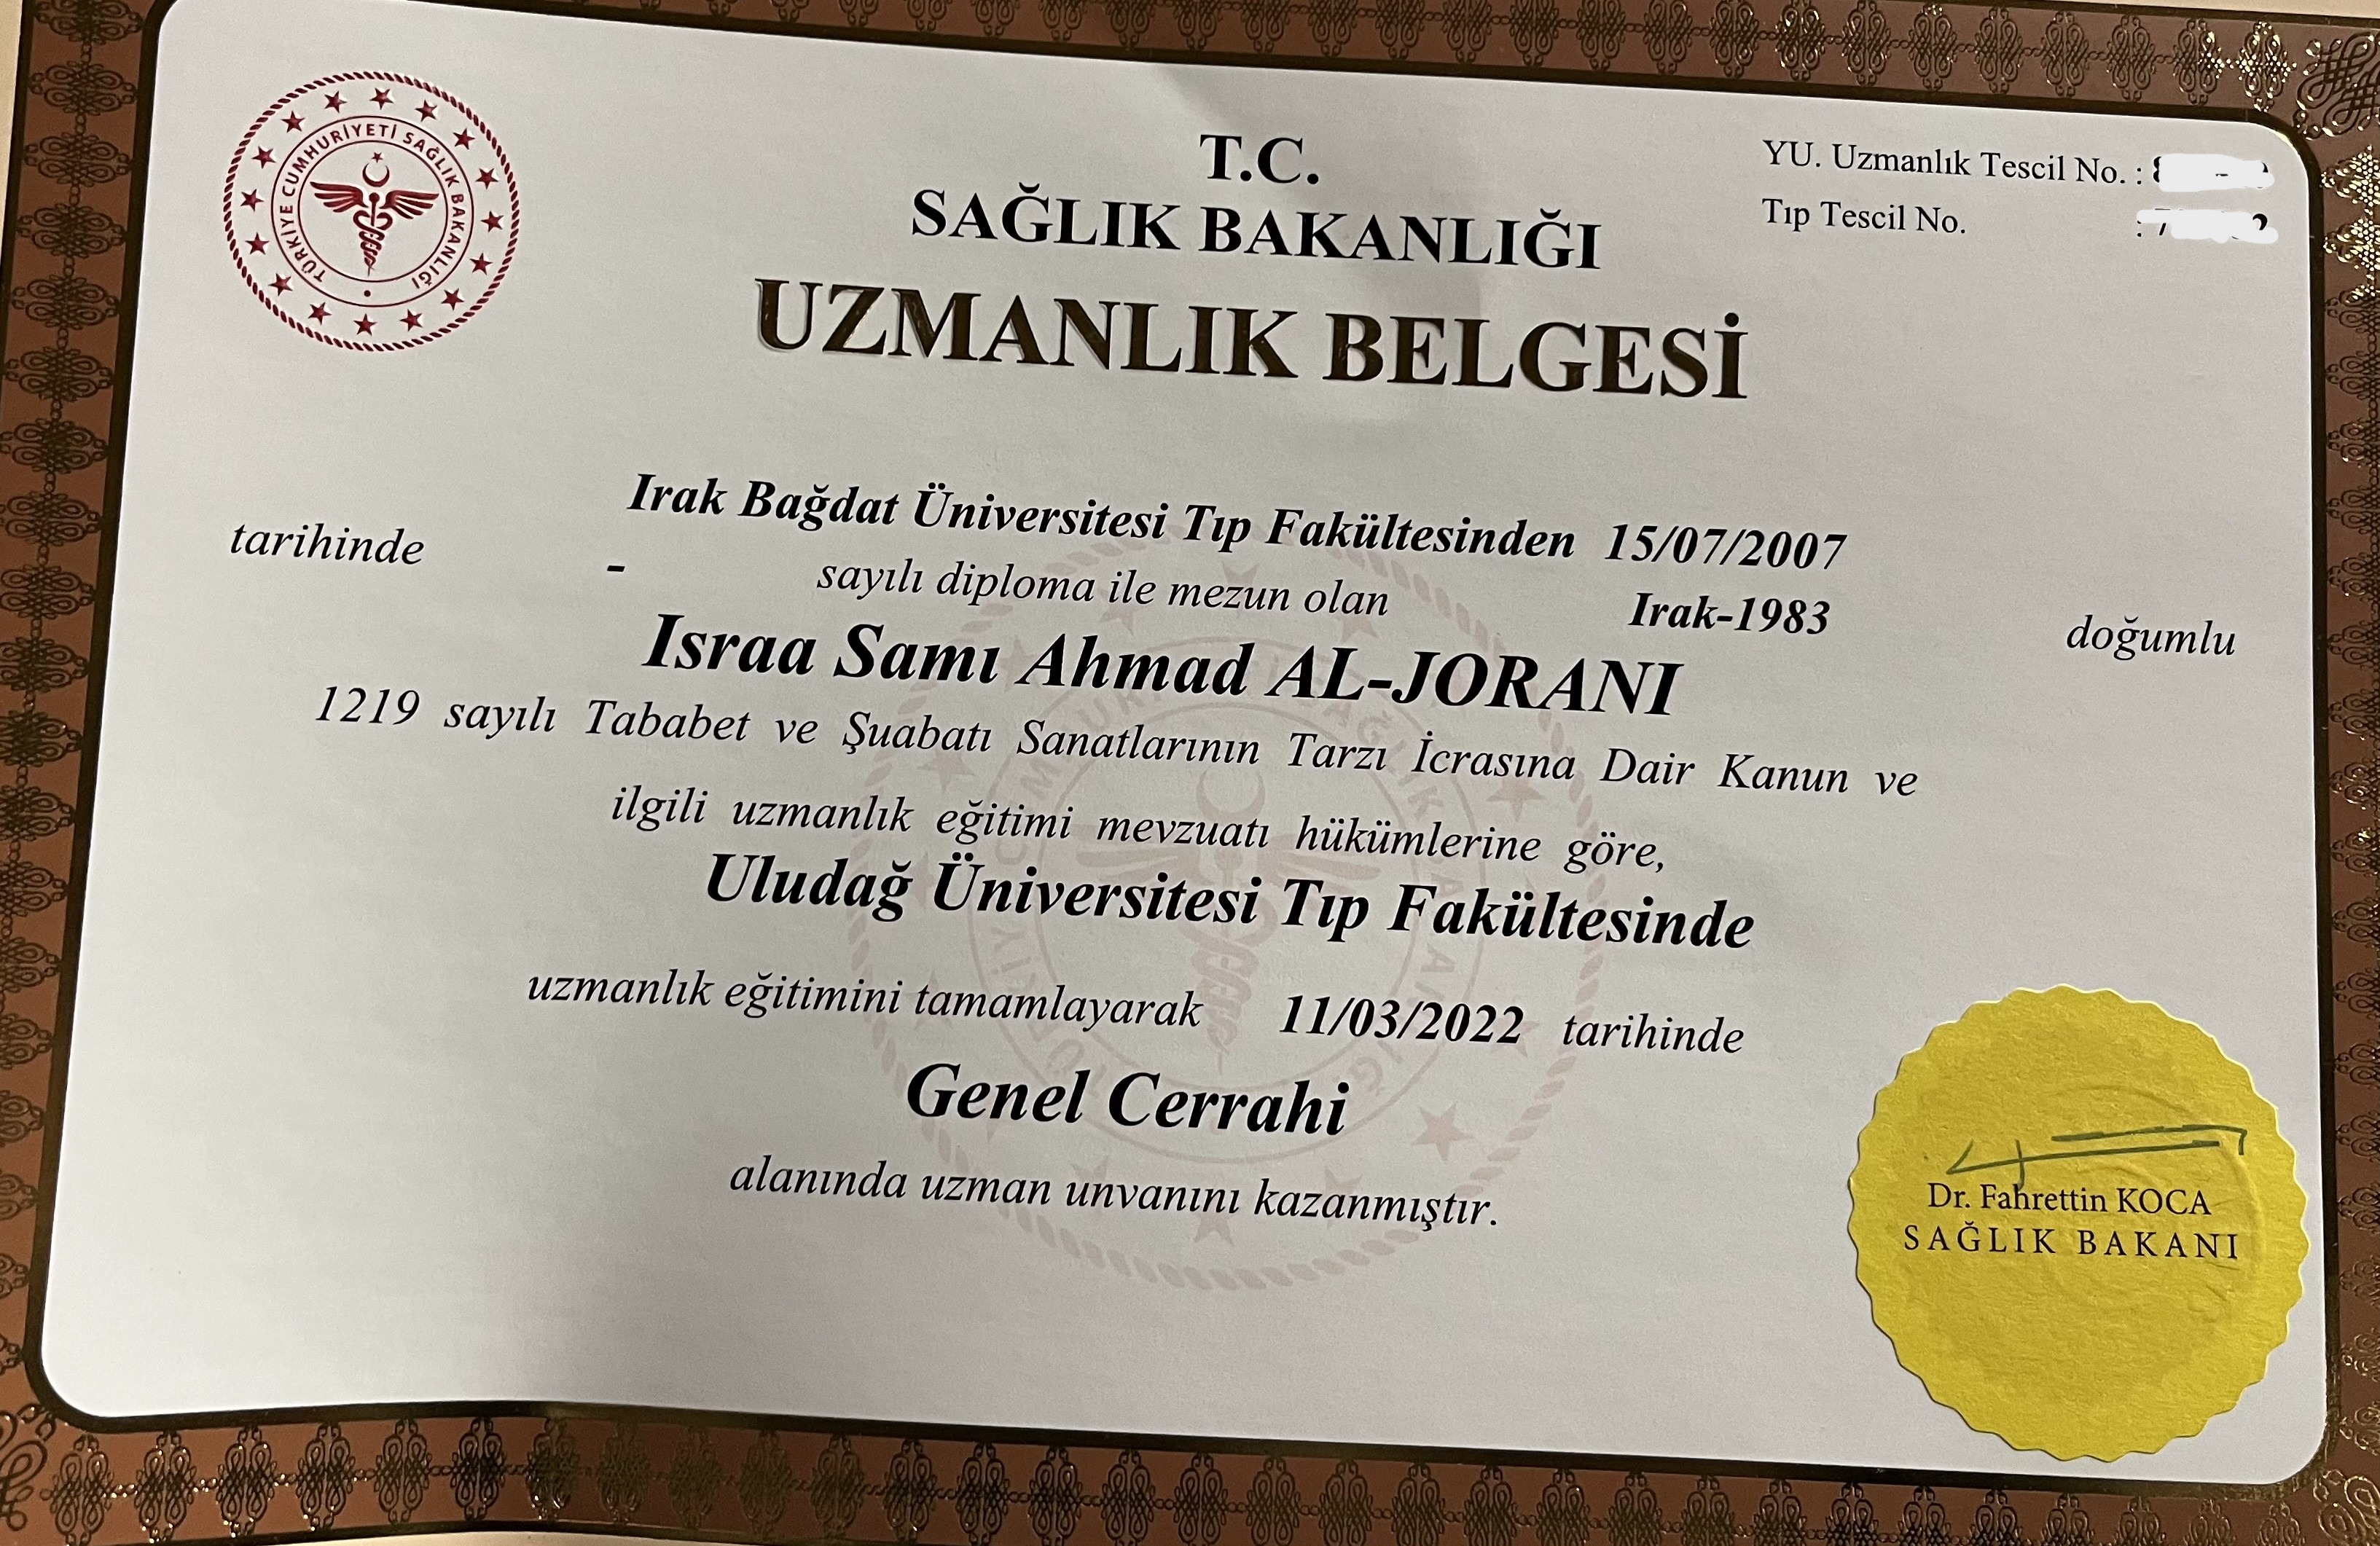 TÜRKİYE CUMHURİYETİ SAĞLIK BAKANLIĞI
T.C.
SAĞLIK BAKANLIĞI
UZMANLIK BELGESİ
YU. Uzmanlık Tescil No. :
Tıp Tescil No. :
Irak Bağdat Üniversitesi Tıp Fakültesinden 15/07/2007
tarihinde - sayılı diploma ile mezun olan Irak-1983 doğumlu
Israa Samı Ahmad AL-JORANI
1219 sayılı Tababet ve Şuabatı Sanatlarının Tarzı İcrasına Dair Kanun ve
ilgili uzmanlık eğitimi mevzuatı hükümlerine göre,
Uludağ Üniversitesi Tıp Fakültesinde
uzmanlık eğitimini tamamlayarak 11/03/2022 tarihinde
Genel Cerrahi
alanında uzman unvanını kazanmıştır.
Dr. Fahrettin KOCA
SAĞLIK BAKANI